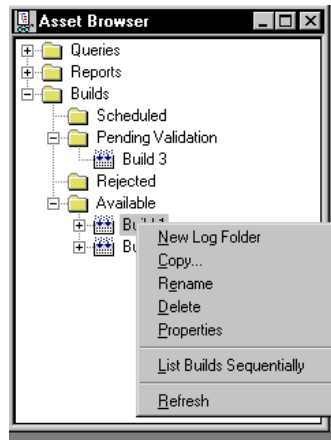 Asset Browser
Queries
Reports
Builds
Scheduled
Pending Validation
Build 3
Rejected
Available
New Log Folder
Copy...
Rename
Delete
Properties
List Builds Sequentially
Refresh